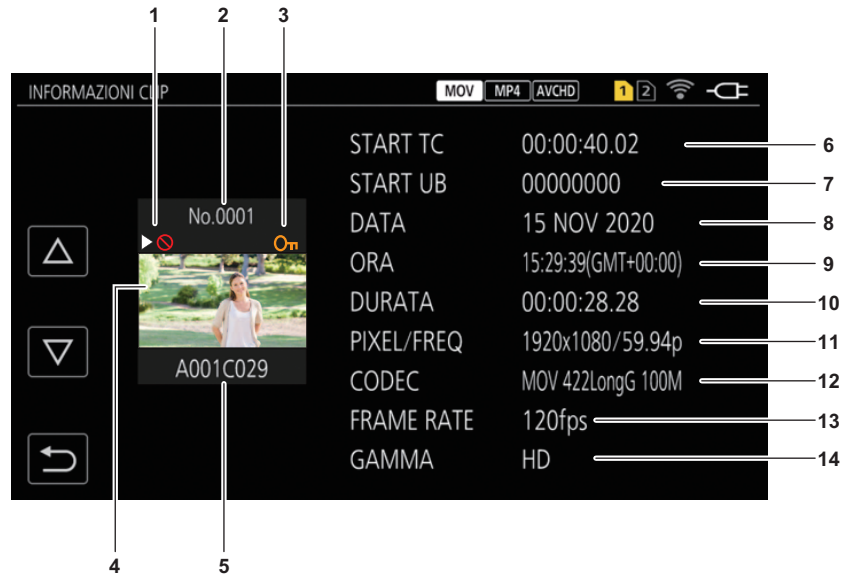 1 2 3
INFORMAZIONI CLIP MOV MP4 AVCHD 1 2
START TC 00:00:40.02 6
START UB 00000000 7
No.0001
DATA 15 NOV 2020 8
ORA 15:29:39(GMT+00:00) 9
DURATA 00:00:28.28 10
PIXEL/FREQ 1920x1080/59.94p 11
A001C029
CODEC MOV 422LongG 100M 12
FRAME RATE 120fps 13
GAMMA HD 14
4 5